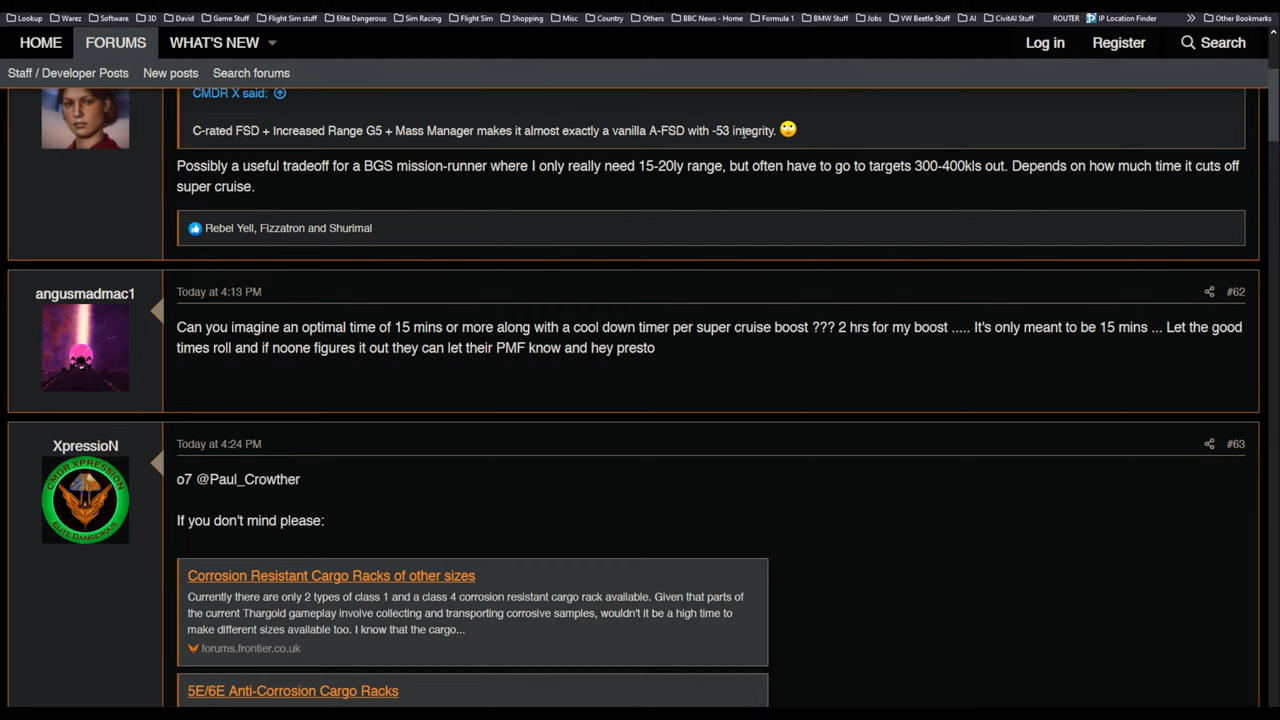 Lookup Warez Software 3D David Game Stuff Flight Sim stuff Elite Dangerous Sim Racing Flight Sim Shopping Misc Country Others BBC News - Home Formula 1 BMW Stuff Jobs VW Beetle Stuff AI CivitAI Stuff ROUTER IP Location Finder Other Bookmarks
HOME FORUMS WHAT'S NEW Log in Register Search
Staff / Developer Posts New posts Search forums
CMDR X said:
C-rated FSD + Increased Range G5 + Mass Manager makes it almost exactly a vanilla A-FSD with -53 integrity.
Possibly a useful tradeoff for a BGS mission-runner where I only really need 15-20ly range, but often have to go to targets 300-400kls out. Depends on how much time it cuts off
super cruise.
Rebel Yell, Fizzatron and Shurimal
angusmadmac1
Today at 4:13 PM #62
Can you imagine an optimal time of 15 mins or more along with a cool down timer per super cruise boost ??? 2 hrs for my boost ..... It's only meant to be 15 mins ... Let the good
times roll and if noone figures it out they can let their PMF know and hey presto
XpressioN
Today at 4:24 PM #63
CMDR XPRESSION
ELITE DANGEROUS
o7 @Paul_Crowther
If you don't mind please:
Corrosion Resistant Cargo Racks of other sizes
Currently there are only 2 types of class 1 and a class 4 corrosion resistant cargo rack available. Given that parts of
the current Thargoid gameplay involve collecting and transporting corrosive samples, wouldn't it be a high time to
make different sizes available too. I know that the cargo...
forums.frontier.co.uk
5E/6E Anti-Corrosion Cargo Racks